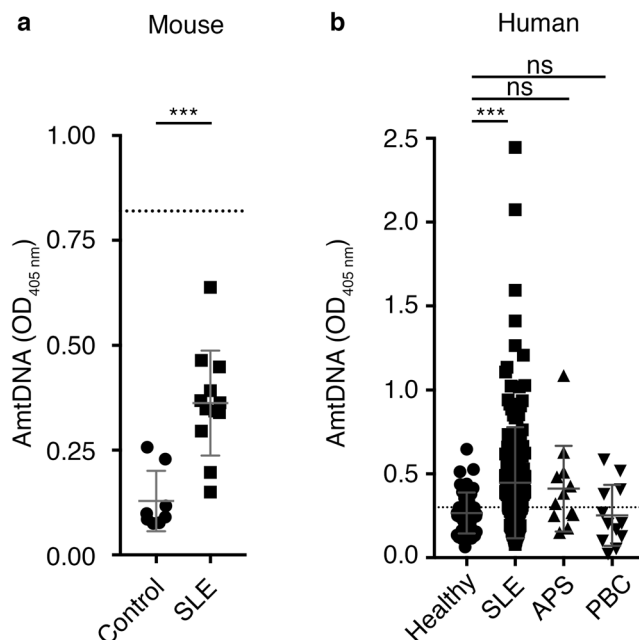 a Mouse
***
1.00
0.75
0.50
0.25
0.00
AmtDNA (OD405 nm)
Control SLE
b Human
ns
ns
***
2.5
2.0
1.5
1.0
0.5
0.0
AmtDNA (OD405 nm)
Healthy SLE APS PBC